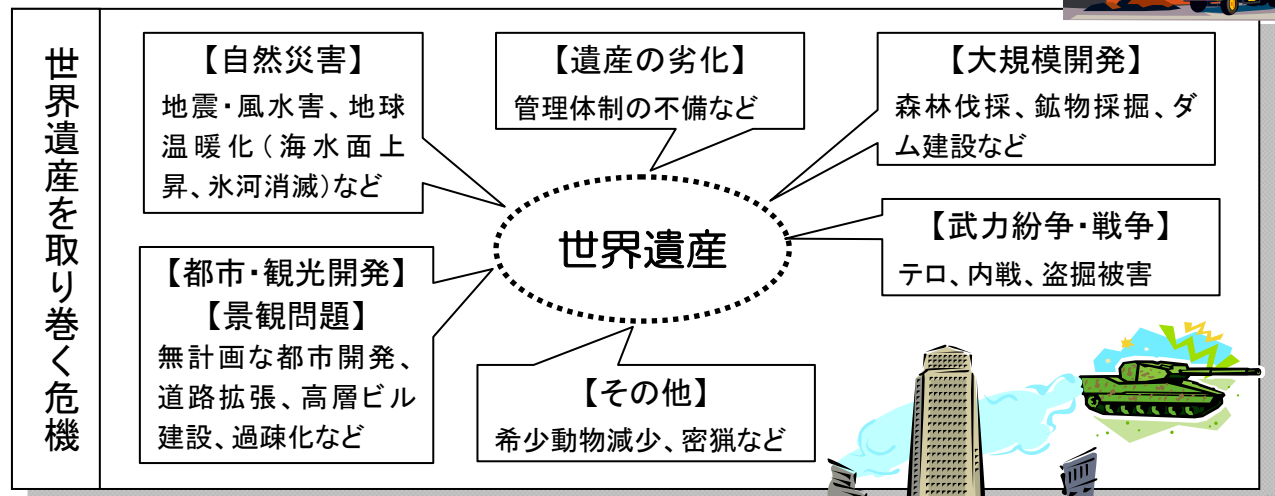 世界遺産を取り巻く危機
【自然災害】
地震・風水害、地球
温暖化（海水面上
昇、氷河消滅）など
【遺産の劣化】
管理体制の不備など
【大規模開発】
森林伐採、鉱物採掘、ダ
ム建設など
世界遺産
【武力紛争・戦争】
テロ、内戦、盗掘被害
【都市・観光開発】
【景観問題】
無計画な都市開発、
道路拡張、高層ビル
建設、過疎化など
【その他】
希少動物減少、密猟など